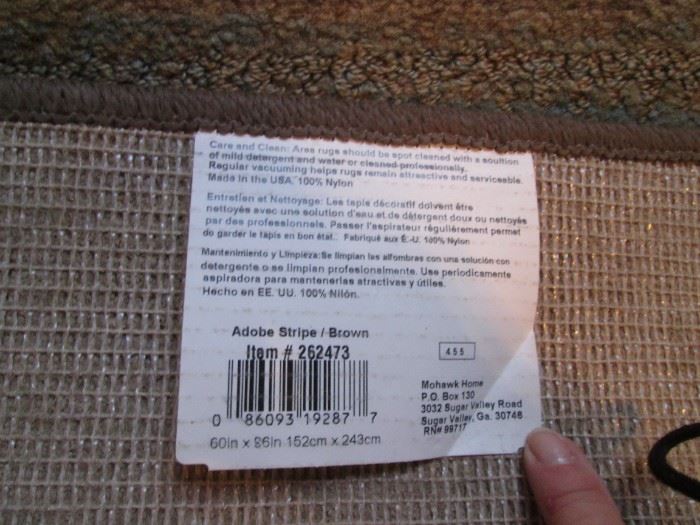 Care and Clean: Area rugs should be spot cleaned with a soultion
of mild detergent and water or cleaned professionally.
Regular vacuuming helps rugs remain attreactive and serviceable.
Made In the USA. 100% Nylon
Entretien et Nettoyage: Les tapis décoratif doivent être
nettoyés avec une solution d'eau et de détergent doux ou nettoyés
par des professionnels. Passer l'aspirateur régulièrement permet
do garder le tapis en bon état.. Fabriqué aux É.-U. 100% Nylon
Mantenimiento y Limpieza:Se limpian las alfombras con una solución con
detergente o se limpian profesionalmente. Use periodicamente
aspiradora para mantenerlas atractivas y útiles.
Hecho en EE. UU. 100% Nilón.
Adobe Stripe / Brown
Item # 262473
455
0 86093 19287 7
60in x 96in 152cm x 243cm
Mohawk Home
P.O. Box 130
3032 Sugar Valley Road
Sugar Valley, Ga. 30746
RN# 99717